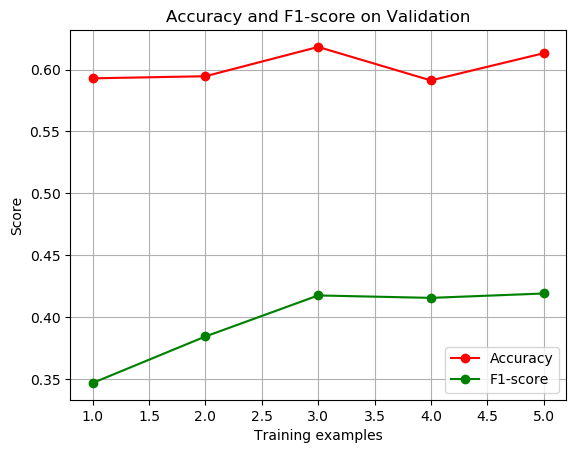 Accuracy and F1-score on Validation
Score
0.60
0.55
0.50
0.45
0.40
0.35
Accuracy
F1-score
1.0 1.5 2.0 2.5 3.0 3.5 4.0 4.5 5.0
Training examples